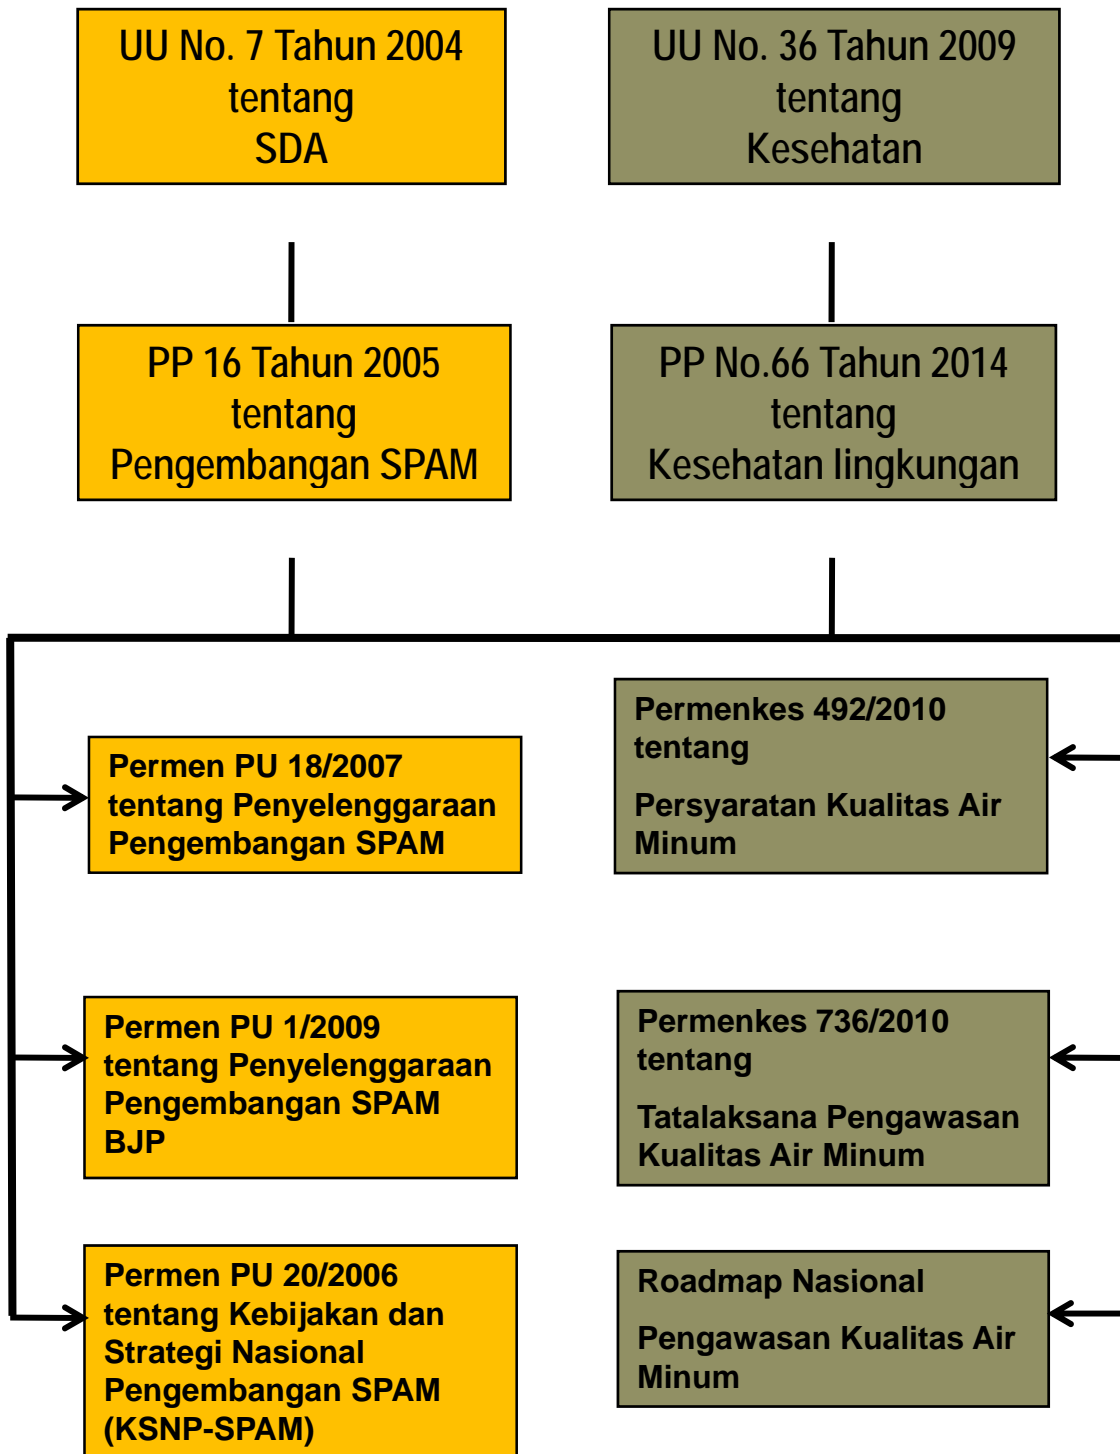 UU No. 7 Tahun 2004
tentang
SDA
UU No. 36 Tahun 2009
tentang
Kesehatan
PP 16 Tahun 2005
tentang
Pengembangan SPAM
PP No.66 Tahun 2014
tentang
Kesehatan lingkungan
Permen PU 18/2007
tentang Penyelenggaraan
Pengembangan SPAM
Permenkes 492/2010
tentang
Persyaratan Kualitas Air
Minum
Permen PU 1/2009
tentang Penyelenggaraan
Pengembangan SPAM
BJP
Permenkes 736/2010
tentang
Tatalaksana Pengawasan
Kualitas Air Minum
Permen PU 20/2006
tentang Kebijakan dan
Strategi Nasional
Pengembangan SPAM
(KSNP-SPAM)
Roadmap Nasional
Pengawasan Kualitas Air
Minum